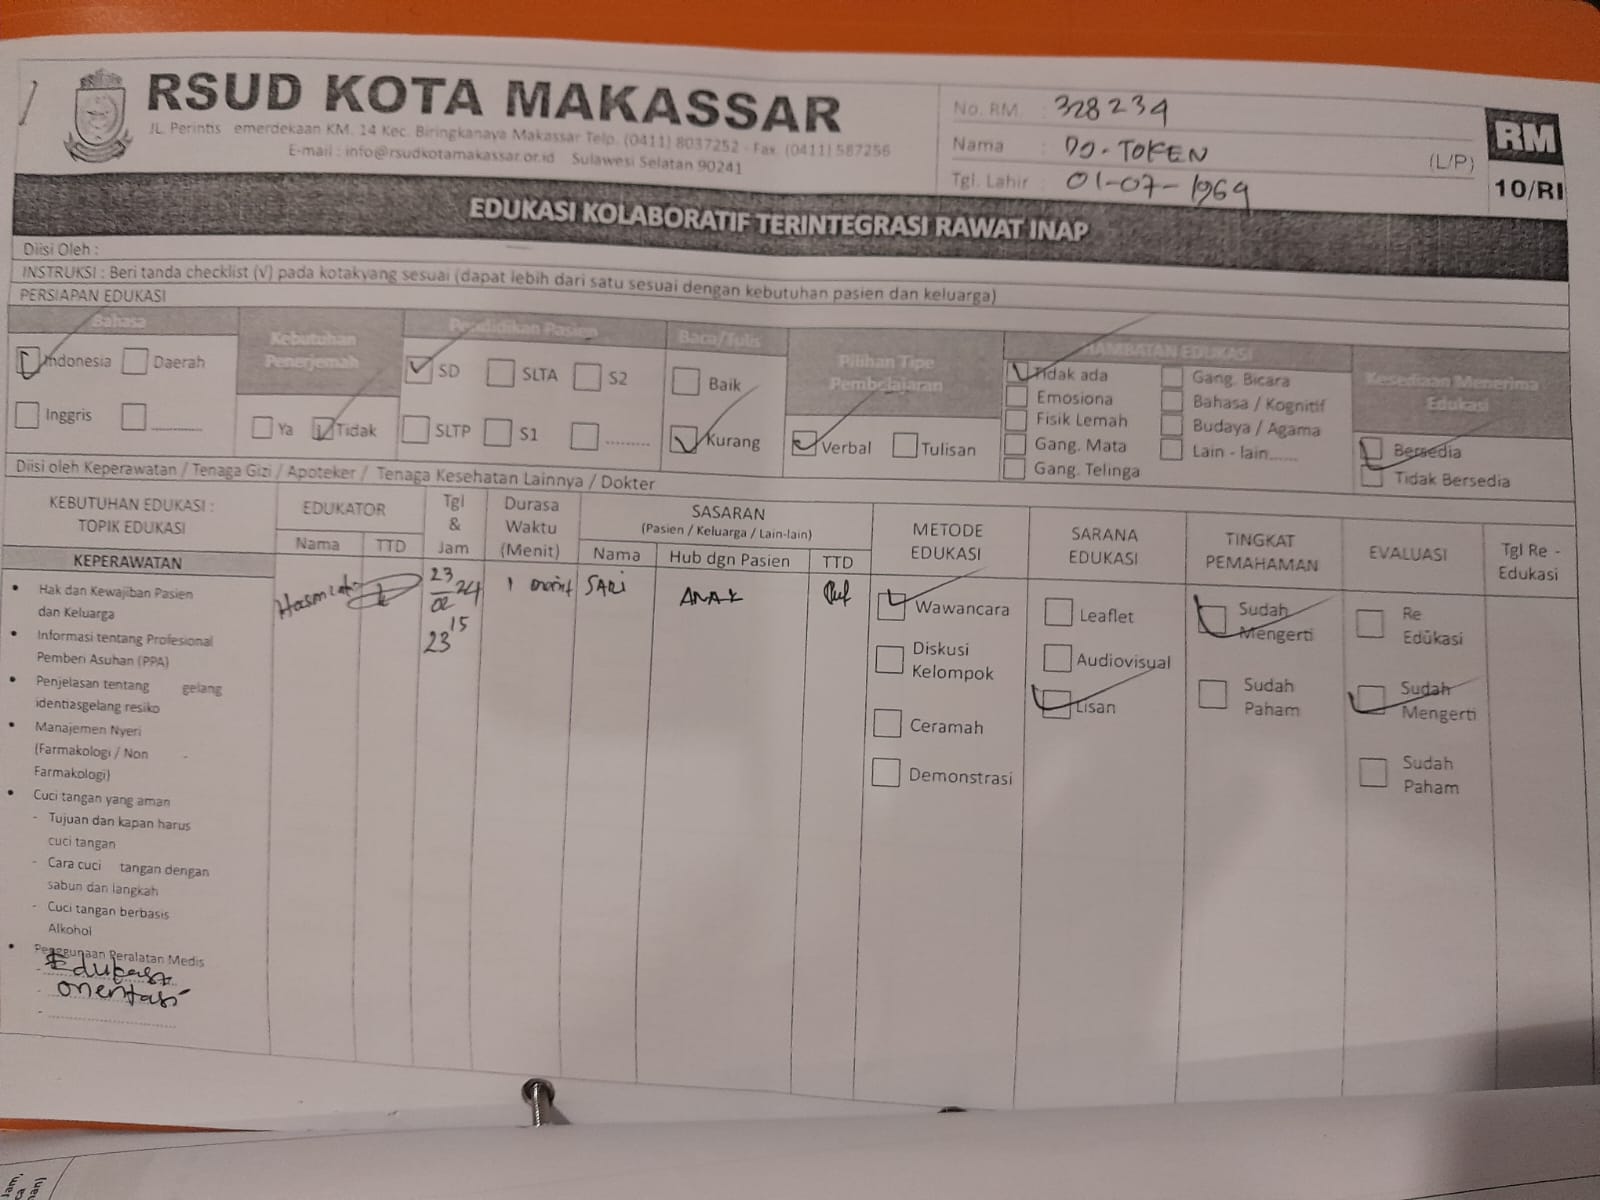 RSUD KOTA MAKASSAR
JL. Perintis emerdekaan KM. 14 Kec. Biringkanaya Makassar Telp. (0411) 8037252 - Fax. (0411) 587256
E-mail : info@rsudkotamakassar.or.id Sulawesi Selatan 90241
No. RM : 328239
Nama : DO-TOKEN (L/P)
Tgl. Lahir : 01-07-1969
RM
10/RI
EDUKASI KOLABORATIF TERINTEGRASI RAWAT INAP
Diisi Oleh :
INSTRUKSI : Beri tanda checklist (√) pada kotakyang sesuai (dapat lebih dari satu sesuai dengan kebutuhan pasien dan keluarga)
PERSIAPAN EDUKASI
Bahasa
Indonesia Daerah
Inggris ............
Kebutuhan
Penerjemah
Ya Tidak
Pendidikan Pasien
SD SLTA S2
SLTP S1 .........
Baca/Tulis
Baik
Kurang
Pilihan Tipe
Pembelajaran
Verbal Tulisan
HAMBATAN EDUKASI
Tidak ada Gang. Bicara
Emosiona Bahasa / Kognitif
Fisik Lemah Budaya / Agama
Gang. Mata Lain - lain......
Gang. Telinga
Kesediaan Menerima
Edukasi
Bersedia
Tidak Bersedia
Diisi oleh Keperawatan / Tenaga Gizi / Apoteker / Tenaga Kesehatan Lainnya / Dokter
KEBUTUHAN EDUKASI :
TOPIK EDUKASI
EDUKATOR
Nama TTD
Tgl
&
Jam
Durasa
Waktu
(Menit)
SASARAN
(Pasien / Keluarga / Lain-lain)
Nama Hub dgn Pasien TTD
METODE
EDUKASI
SARANA
EDUKASI
TINGKAT
PEMAHAMAN
EVALUASI
Tgl Re -
Edukasi
KEPERAWATAN
• Hak dan Kewajiban Pasien
dan Keluarga
• Informasi tentang Profesional
Pemberi Asuhan (PPA)
• Penjelasan tentang gelang
identiasgelang resiko
• Manajemen Nyeri
(Farmakologi / Non -
Farmakologi)
• Cuci tangan yang aman
- Tujuan dan kapan harus
cuci tangan
- Cara cuci tangan dengan
sabun dan langkah
- Cuci tangan berbasis
Alkohol
• Penggunaan Peralatan Medis
- Edukasi
- orientasi
- ......................
23
02 24
23 15
SARI
ANAK
Wawancara
Diskusi
Kelompok
Ceramah
Demonstrasi
Leaflet
Audiovisual
Lisan
Sudah
Mengerti
Sudah
Paham
Re
Edukasi
Sudah
Mengerti
Sudah
Paham